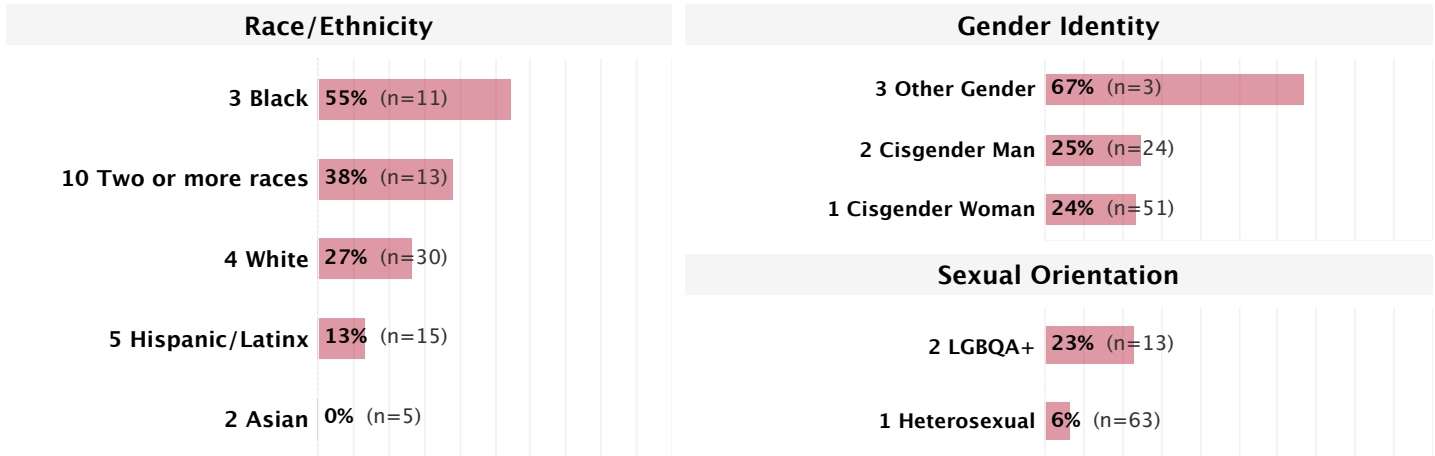 Race/Ethnicity
3 Black 55% (n=11)
10 Two or more races 38% (n=13)
4 White 27% (n=30)
5 Hispanic/Latinx 13% (n=15)
2 Asian 0% (n=5)
Gender Identity
3 Other Gender 67% (n=3)
2 Cisgender Man 25% (n=24)
1 Cisgender Woman 24% (n=51)
Sexual Orientation
2 LGBQA+ 23% (n=13)
1 Heterosexual 6% (n=63)